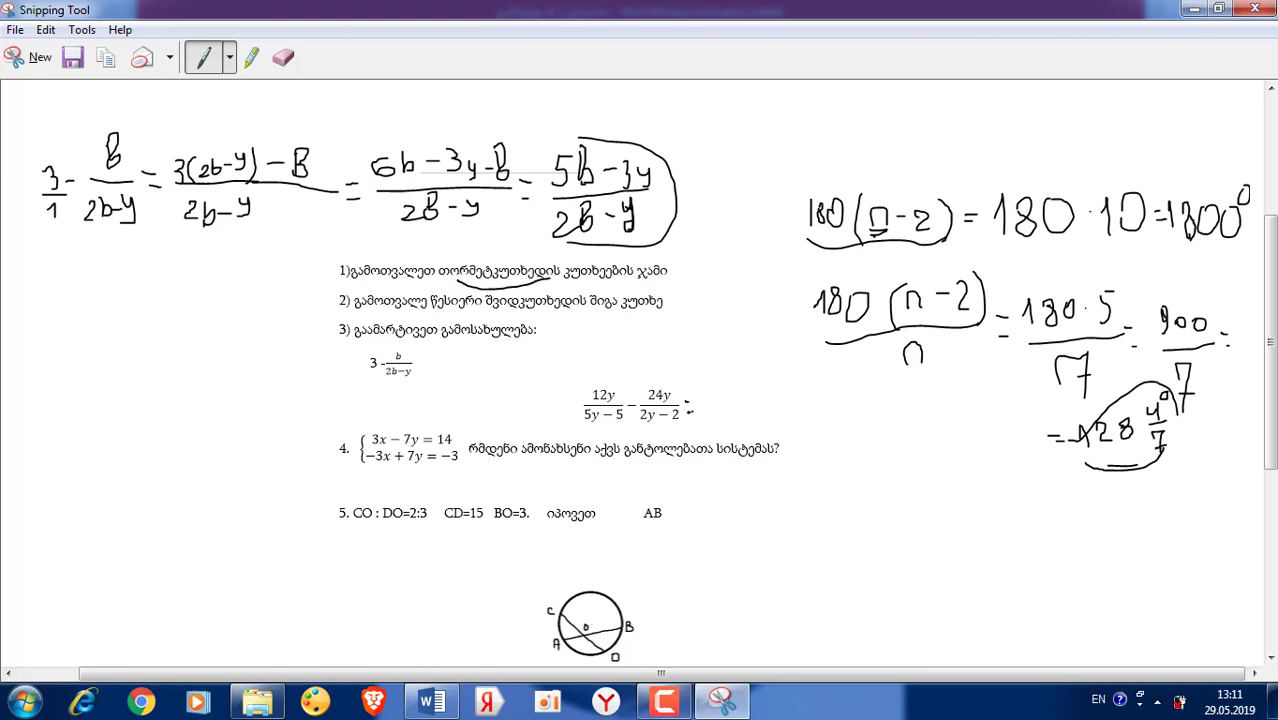 Snipping Tool
File Edit Tools Help
New
3/1 - b/(2b-y) = (3(2b-y) - b)/(2b-y) = (6b-3y-b)/(2b-y) = (5b-3y)/(2b-y)
180(n-2) = 180·10 = 1800°
180(n-2)/n = 180·5/7 = 900/7 =
= 128 4/7°
1)გამოთვალეთ თორმეტკუთხედის კუთხეების ჯამი
2) გამოთვალე წესიერი შვიდკუთხედის შიგა კუთხე
3) გაამარტივეთ გამოსახულება:
3 - b/(2b−y)
12y/(5y − 5) − 24y/(2y − 2) =
4. { 3x − 7y = 14
−3x + 7y = −3 რმდენი ამონახსენი აქვს განტოლებათა სისტემას?
5. CO : DO=2:3 CD=15 BO=3. იპოვეთ AB
C
O
B
A
D
EN
13:11
29.05.2019